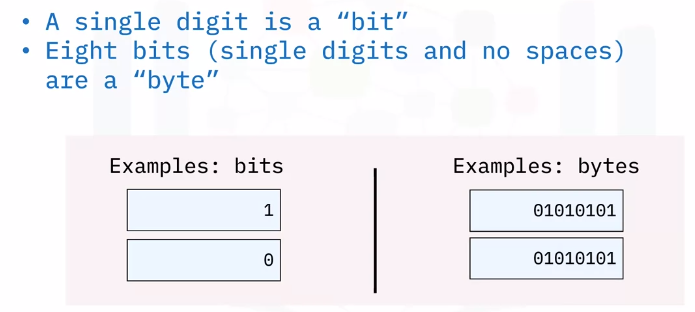 • A single digit is a “bit”
• Eight bits (single digits and no spaces)
are a “byte”
Examples: bits
1
0
Examples: bytes
01010101
01010101